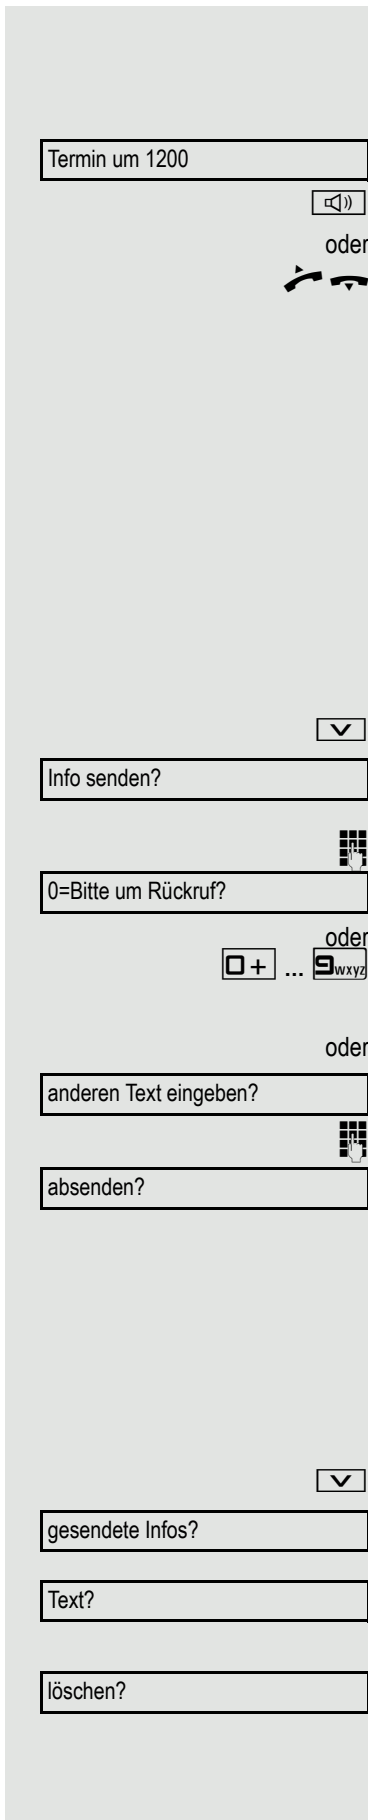 Termin um 1200
oder
Info senden?
0=Bitte um Rückruf?
oder
0+ ... 9wxyz
oder
anderen Text eingeben?
absenden?
gesendete Infos?
Text?
löschen?